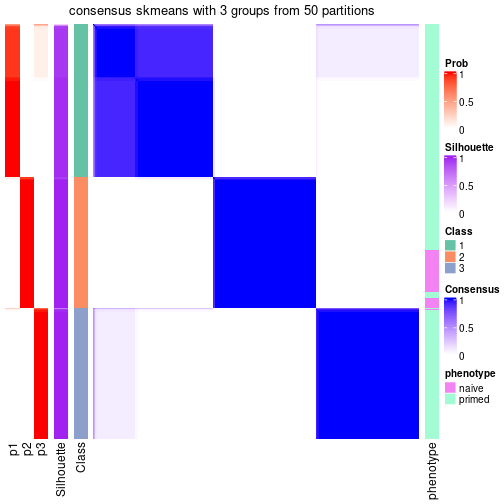 consensus skmeans with 3 groups from 50 partitions
Prob
1
0.5
0
Silhouette
1
0.5
0
Class
1
2
3
Consensus
1
0.5
0
phenotype
naive
primed
p1
p2
p3
Silhouette
Class
phenotype